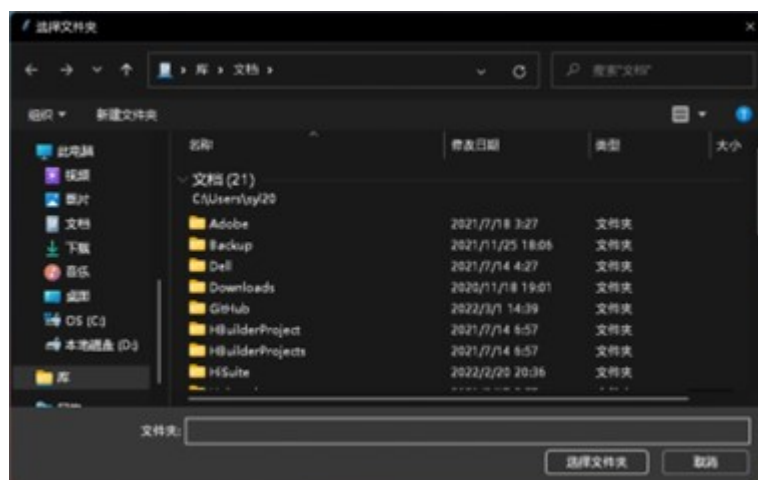 选择文件夹
库 › 文档 ›
搜索"文档"
组织 新建文件夹
名称 修改日期 类型 大小
此电脑
视频
图片
文档
下载
音乐
桌面
OS (C:)
本地磁盘 (D:)
库
文档 (21)
C:\Users\syl20
Adobe 2021/7/18 3:27 文件夹
Backup 2021/11/25 18:06 文件夹
Dell 2021/7/14 4:27 文件夹
Downloads 2020/11/18 19:01 文件夹
GitHub 2022/3/1 14:39 文件夹
HBuilderProject 2021/7/14 6:57 文件夹
HBuilderProjects 2021/7/14 6:57 文件夹
HiSuite 2022/2/20 20:36 文件夹
文件夹:
选择文件夹 取消